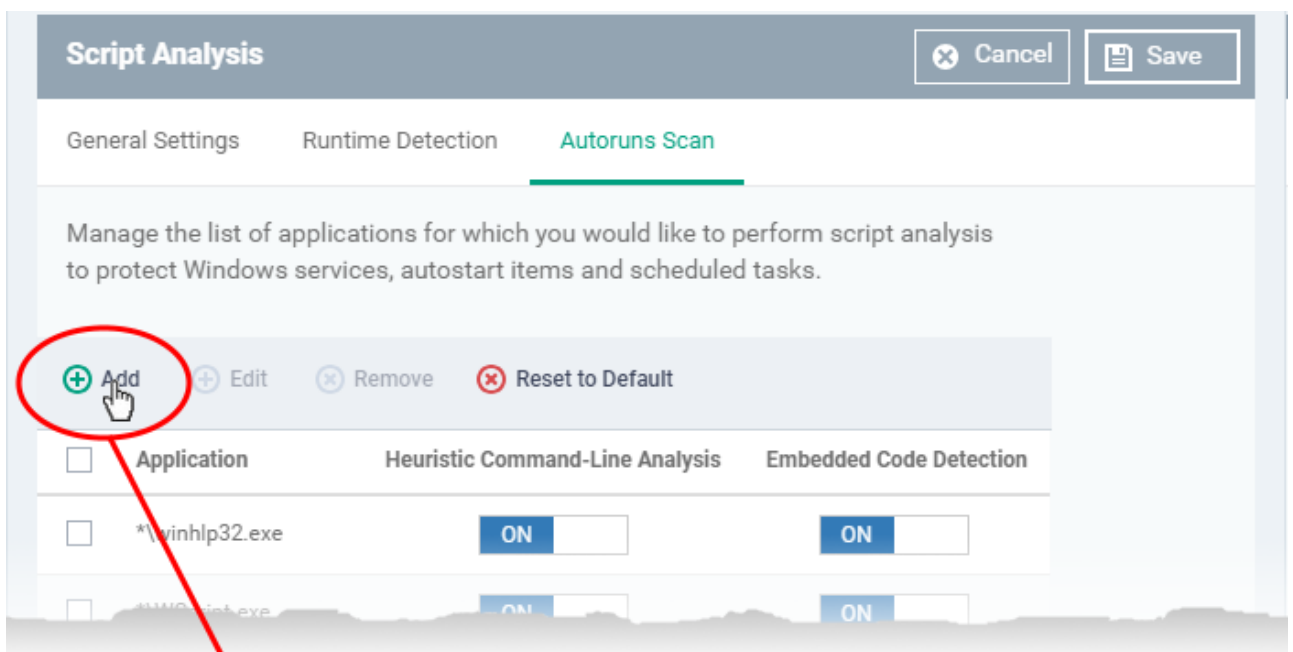 Script Analysis Cancel Save
General Settings Runtime Detection Autoruns Scan
Manage the list of applications for which you would like to perform script analysis
to protect Windows services, autostart items and scheduled tasks.
Add Edit Remove Reset to Default
Application Heuristic Command-Line Analysis Embedded Code Detection
*\winhlp32.exe ON ON
*\WScript.exe ON ON